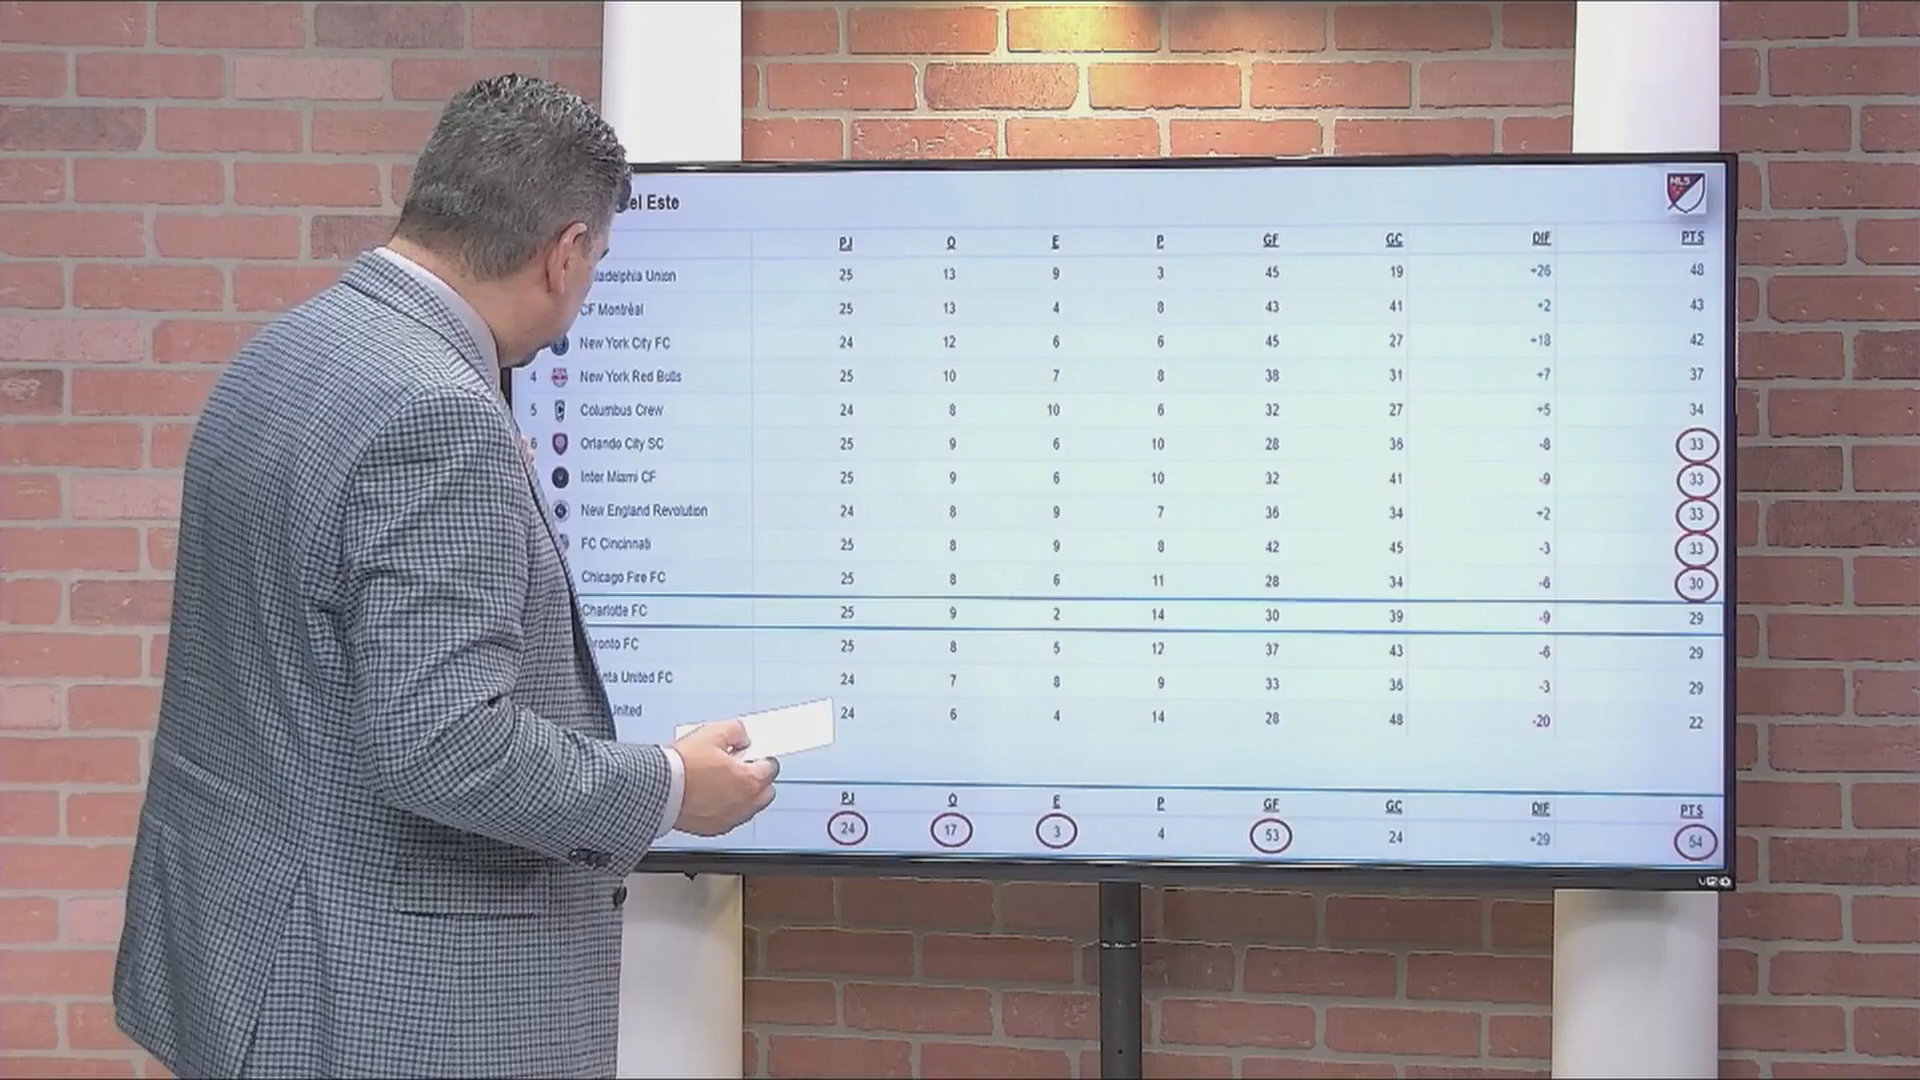 el Este
MLS
PJ G E P GF GC DIF PTS
ladelphia Union 25 13 9 3 45 19 +26 48
CF Montréal 25 13 4 8 43 41 +2 43
New York City FC 24 12 6 6 45 27 +18 42
4 New York Red Bulls 25 10 7 8 38 31 +7 37
5 Columbus Crew 24 8 10 6 32 27 +5 34
6 Orlando City SC 25 9 6 10 28 36 -8 33
Inter Miami CF 25 9 6 10 32 41 -9 33
New England Revolution 24 8 9 7 36 34 +2 33
FC Cincinnati 25 8 9 8 42 45 -3 33
Chicago Fire FC 25 8 6 11 28 34 -6 30
Charlotte FC 25 9 2 14 30 39 -9 29
ronto FC 25 8 5 12 37 43 -6 29
nta United FC 24 7 8 9 33 36 -3 29
United 24 6 4 14 28 48 -20 22
PJ G E P GF GC DIF PTS
24 17 3 4 53 24 +29 54
VIZIO